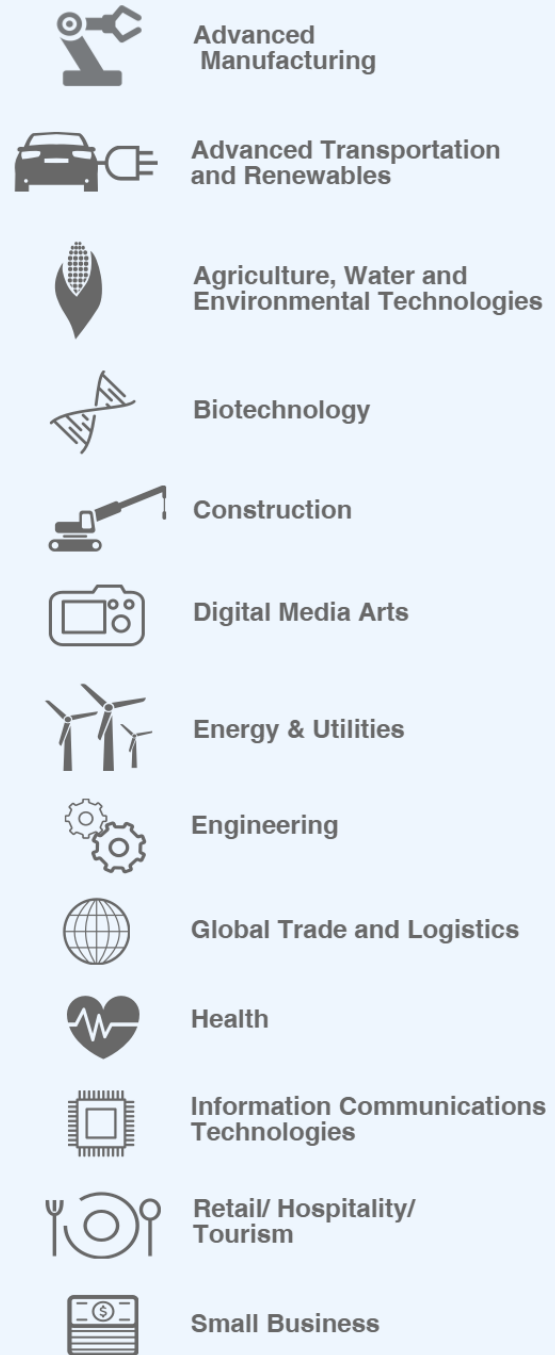 Advanced
Manufacturing
Advanced Transportation
and Renewables
Agriculture, Water and
Environmental Technologies
Biotechnology
Construction
Digital Media Arts
Energy & Utilities
Engineering
Global Trade and Logistics
Health
Information Communications
Technologies
Retail/ Hospitality/
Tourism
$
Small Business